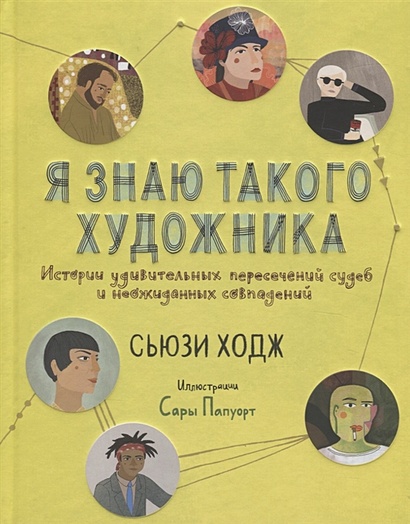 Я ЗНАЮ ТАКОГО
ХУДОЖНИКА
Истории удивительных пересечений судеб
и неожиданных совпадений
СЬЮЗИ ХОДЖ
Иллюстрации
Сары Папуорт